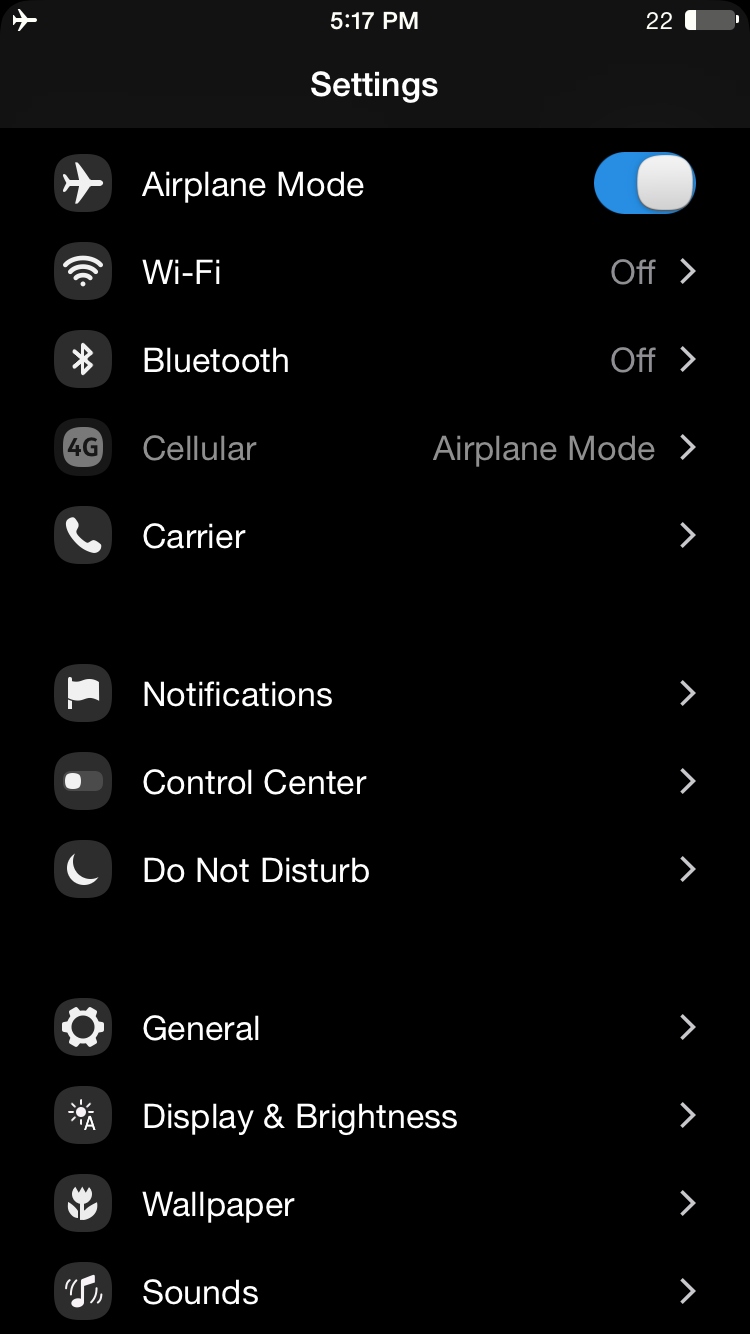 5:17 PM 22
Settings
Airplane Mode
Wi-Fi Off
Bluetooth Off
4G Cellular Airplane Mode
Carrier
Notifications
Control Center
Do Not Disturb
General
A Display & Brightness
Wallpaper
Sounds